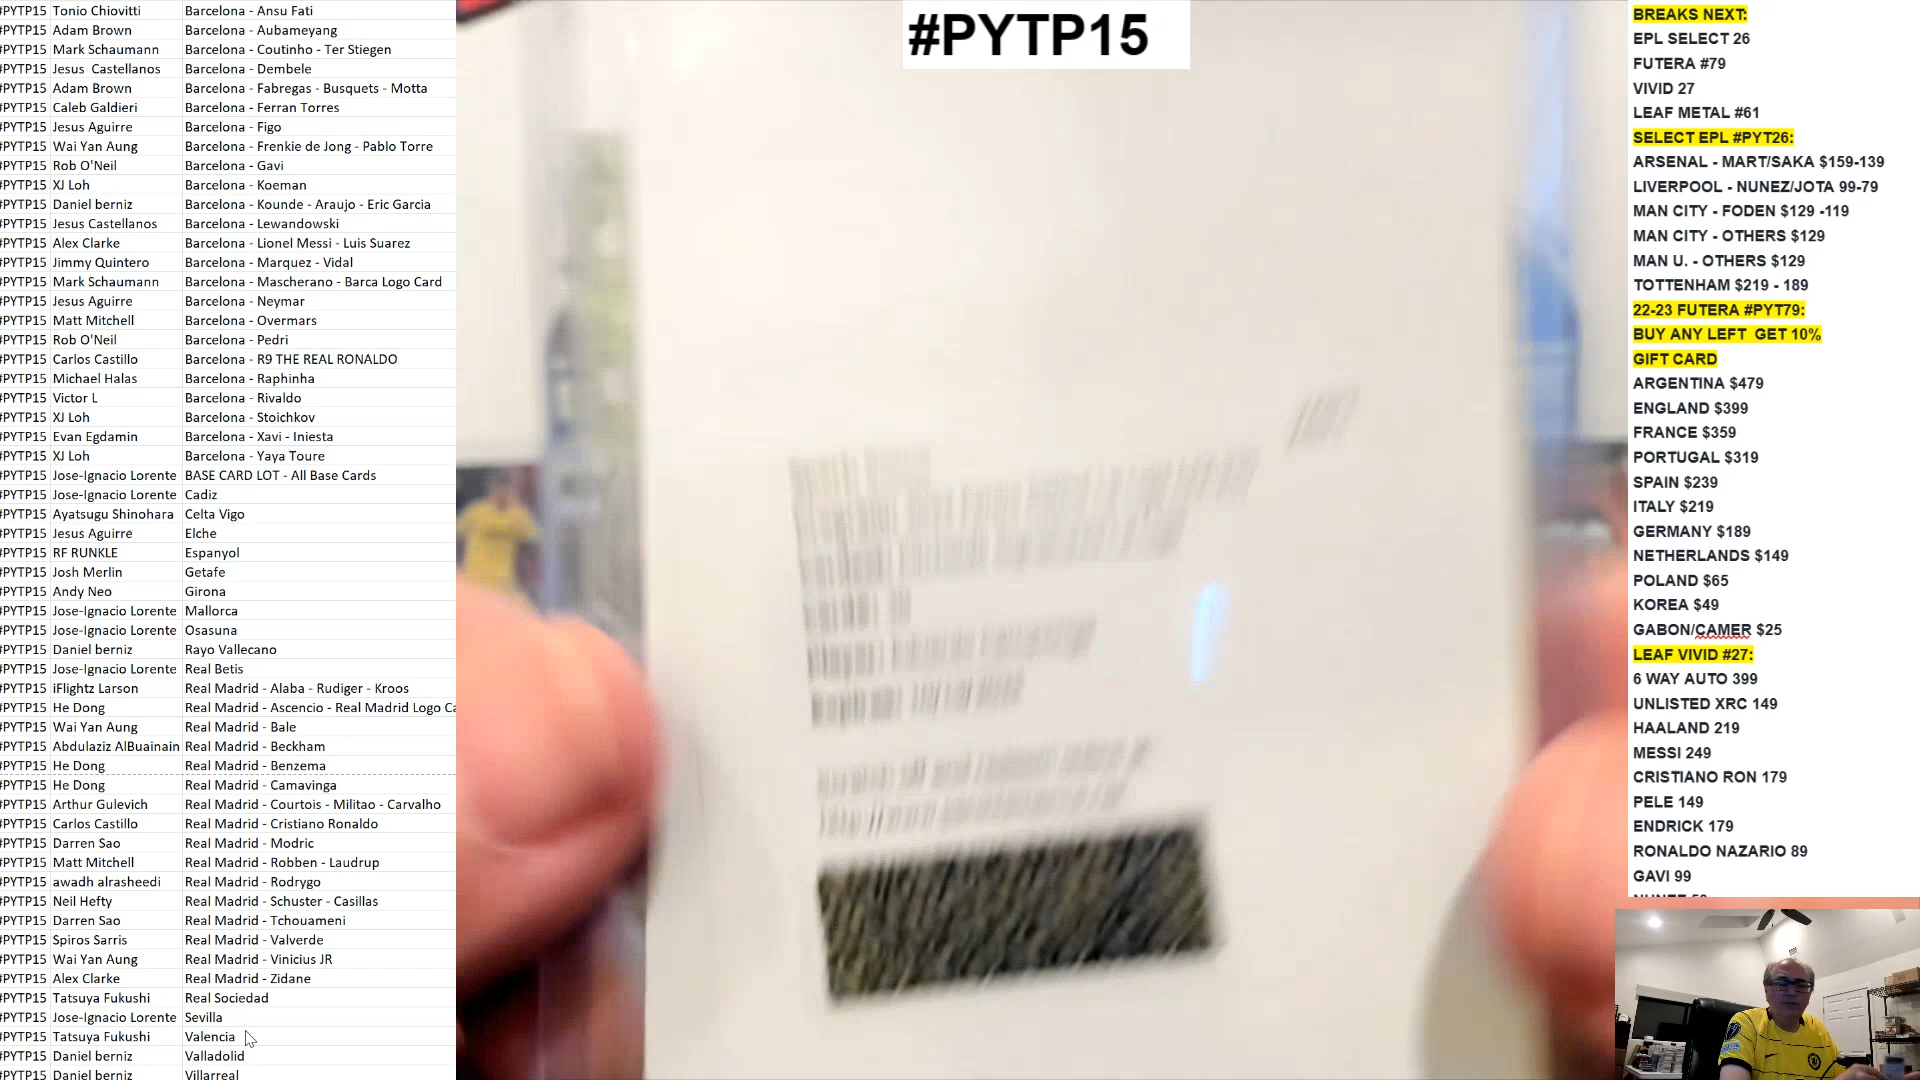 #PYTP15 Tonio Chiovitti Barcelona - Ansu Fati
#PYTP15 Adam Brown Barcelona - Aubameyang
#PYTP15 Mark Schaumann Barcelona - Coutinho - Ter Stiegen
#PYTP15 Jesus Castellanos Barcelona - Dembele
#PYTP15 Adam Brown Barcelona - Fabregas - Busquets - Motta
#PYTP15 Caleb Galdieri Barcelona - Ferran Torres
#PYTP15 Jesus Aguirre Barcelona - Figo
#PYTP15 Wai Yan Aung Barcelona - Frenkie de Jong - Pablo Torre
#PYTP15 Rob O'Neil Barcelona - Gavi
#PYTP15 XJ Loh Barcelona - Koeman
#PYTP15 Daniel berniz Barcelona - Kounde - Araujo - Eric Garcia
#PYTP15 Jesus Castellanos Barcelona - Lewandowski
#PYTP15 Alex Clarke Barcelona - Lionel Messi - Luis Suarez
#PYTP15 Jimmy Quintero Barcelona - Marquez - Vidal
#PYTP15 Mark Schaumann Barcelona - Mascherano - Barca Logo Card
#PYTP15 Jesus Aguirre Barcelona - Neymar
#PYTP15 Matt Mitchell Barcelona - Overmars
#PYTP15 Rob O'Neil Barcelona - Pedri
#PYTP15 Carlos Castillo Barcelona - R9 THE REAL RONALDO
#PYTP15 Michael Halas Barcelona - Raphinha
#PYTP15 Victor L Barcelona - Rivaldo
#PYTP15 XJ Loh Barcelona - Stoichkov
#PYTP15 Evan Egdamin Barcelona - Xavi - Iniesta
#PYTP15 XJ Loh Barcelona - Yaya Toure
#PYTP15 Jose-Ignacio Lorente BASE CARD LOT - All Base Cards
#PYTP15 Jose-Ignacio Lorente Cadiz
#PYTP15 Ayatsugu Shinohara Celta Vigo
#PYTP15 Jesus Aguirre Elche
#PYTP15 RF RUNKLE Espanyol
#PYTP15 Josh Merlin Getafe
#PYTP15 Andy Neo Girona
#PYTP15 Jose-Ignacio Lorente Mallorca
#PYTP15 Jose-Ignacio Lorente Osasuna
#PYTP15 Daniel berniz Rayo Vallecano
#PYTP15 Jose-Ignacio Lorente Real Betis
#PYTP15 iFlightz Larson Real Madrid - Alaba - Rudiger - Kroos
#PYTP15 He Dong Real Madrid - Ascencio - Real Madrid Logo Ca
#PYTP15 Wai Yan Aung Real Madrid - Bale
#PYTP15 Abdulaziz AlBuainain Real Madrid - Beckham
#PYTP15 He Dong Real Madrid - Benzema
#PYTP15 He Dong Real Madrid - Camavinga
#PYTP15 Arthur Gulevich Real Madrid - Courtois - Militao - Carvalho
#PYTP15 Carlos Castillo Real Madrid - Cristiano Ronaldo
#PYTP15 Darren Sao Real Madrid - Modric
#PYTP15 Matt Mitchell Real Madrid - Robben - Laudrup
#PYTP15 awadh alrasheedi Real Madrid - Rodrygo
#PYTP15 Neil Hefty Real Madrid - Schuster - Casillas
#PYTP15 Darren Sao Real Madrid - Tchouameni
#PYTP15 Spiros Sarris Real Madrid - Valverde
#PYTP15 Wai Yan Aung Real Madrid - Vinicius JR
#PYTP15 Alex Clarke Real Madrid - Zidane
#PYTP15 Tatsuya Fukushi Real Sociedad
#PYTP15 Jose-Ignacio Lorente Sevilla
#PYTP15 Tatsuya Fukushi Valencia
#PYTP15 Daniel berniz Valladolid
#PYTP15 Daniel berniz Villarreal
#PYTP15
BREAKS NEXT:
EPL SELECT 26
FUTERA #79
VIVID 27
LEAF METAL #61
SELECT EPL #PYT26:
ARSENAL - MART/SAKA $159-139
LIVERPOOL - NUNEZ/JOTA 99-79
MAN CITY - FODEN $129 -119
MAN CITY - OTHERS $129
MAN U. - OTHERS $129
TOTTENHAM $219 - 189
22-23 FUTERA #PYT79:
BUY ANY LEFT GET 10%
GIFT CARD
ARGENTINA $479
ENGLAND $399
FRANCE $359
PORTUGAL $319
SPAIN $239
ITALY $219
GERMANY $189
NETHERLANDS $149
POLAND $65
KOREA $49
GABON/CAMER $25
LEAF VIVID #27:
6 WAY AUTO 399
UNLISTED XRC 149
HAALAND 219
MESSI 249
CRISTIANO RON 179
PELE 149
ENDRICK 179
RONALDO NAZARIO 89
GAVI 99